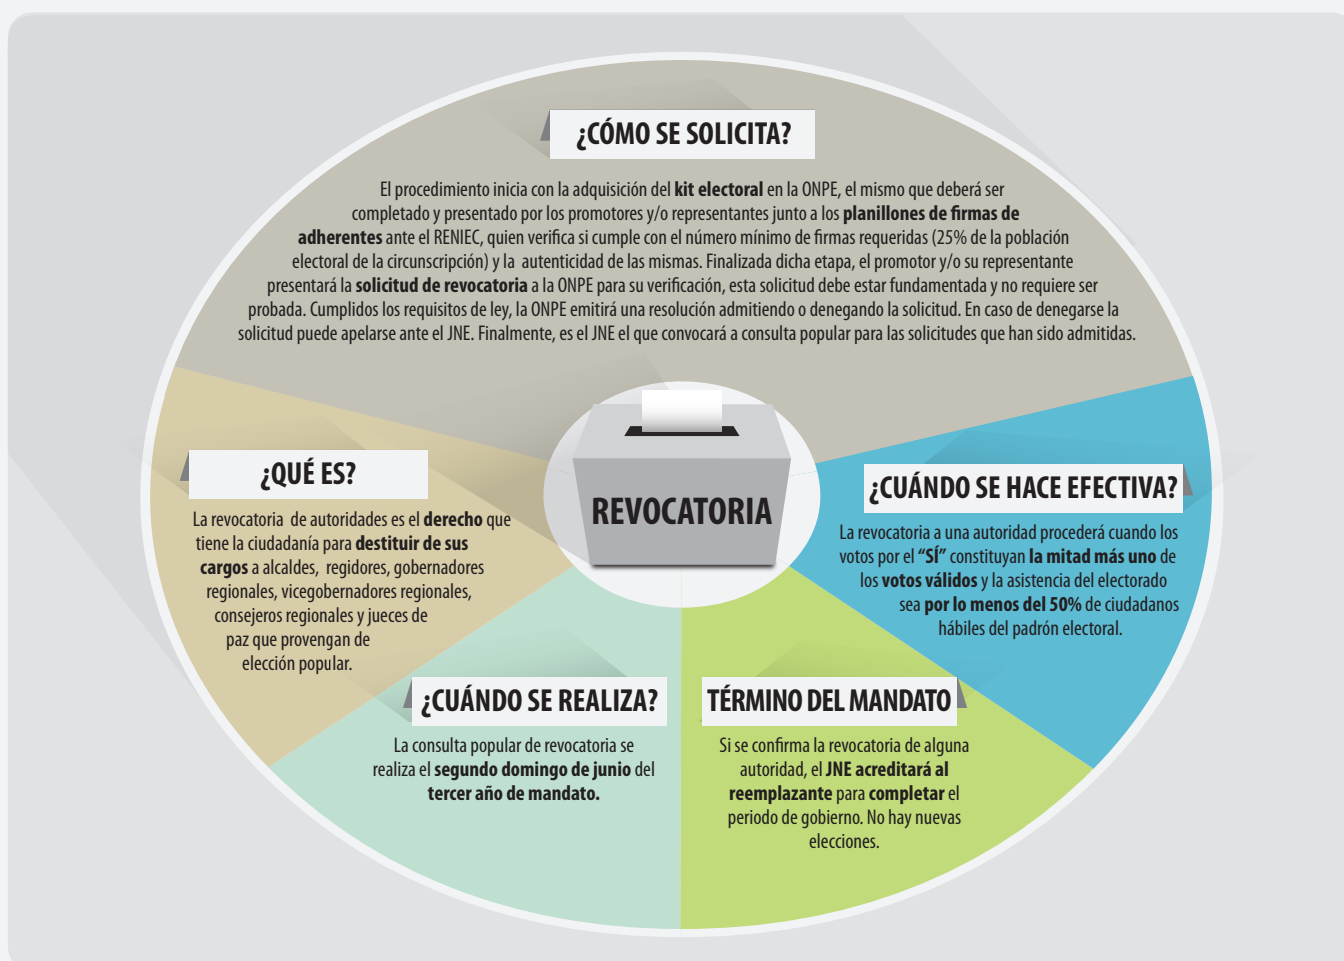 ¿CÓMO SE SOLICITA?
El procedimiento inicia con la adquisición del kit electoral en la ONPE, el mismo que deberá ser
completado y presentado por los promotores y/o representantes junto a los planillones de firmas de
adherentes ante el RENIEC, quien verifica si cumple con el número mínimo de firmas requeridas (25% de la población
electoral de la circunscripción) y la autenticidad de las mismas. Finalizada dicha etapa, el promotor y/o su representante
presentará la solicitud de revocatoria a la ONPE para su verificación, esta solicitud debe estar fundamentada y no requiere ser
probada. Cumplidos los requisitos de ley, la ONPE emitirá una resolución admitiendo o denegando la solicitud. En caso de denegarse la
solicitud puede apelarse ante el JNE. Finalmente, es el JNE el que convocará a consulta popular para las solicitudes que han sido admitidas.
¿QUÉ ES?
La revocatoria de autoridades es el derecho que
tiene la ciudadanía para destituir de sus
cargos a alcaldes, regidores, gobernadores
regionales, vicegobernadores regionales,
consejeros regionales y jueces de
paz que provengan de
elección popular.
REVOCATORIA
¿CUÁNDO SE HACE EFECTIVA?
La revocatoria a una autoridad procederá cuando los
votos por el “SÍ” constituyan la mitad más uno de
los votos válidos y la asistencia del electorado
sea por lo menos del 50% de ciudadanos
hábiles del padrón electoral.
¿CUÁNDO SE REALIZA?
La consulta popular de revocatoria se
realiza el segundo domingo de junio del
tercer año de mandato.
TÉRMINO DEL MANDATO
Si se confirma la revocatoria de alguna
autoridad, el JNE acreditará al
reemplazante para completar el
periodo de gobierno. No hay nuevas
elecciones.